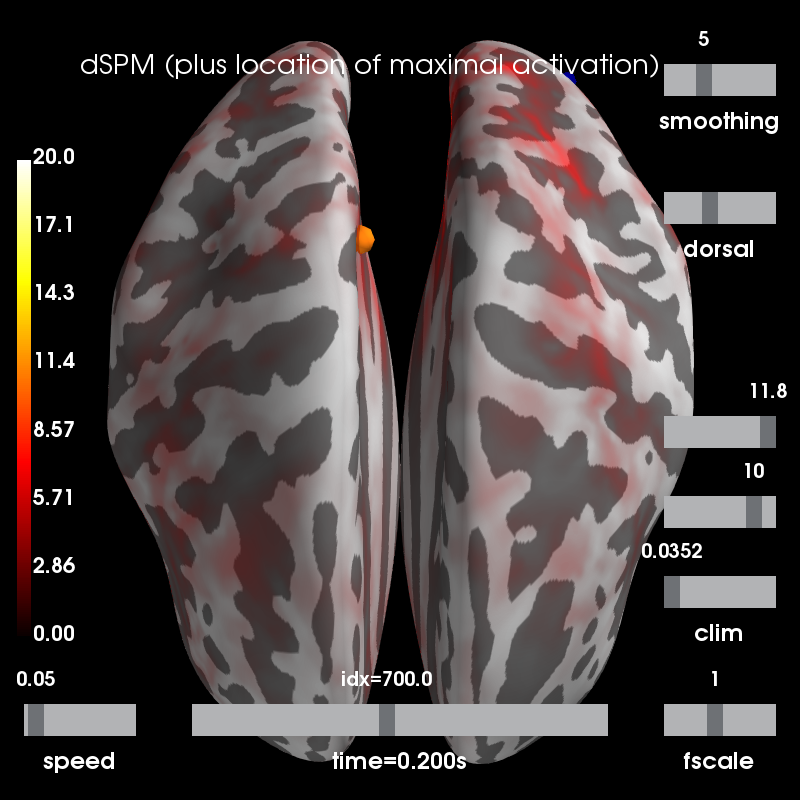 5
dSPM (plus location of maximal activation)
smoothing
20.0
17.1
dorsal
14.3
11.4
11.8
8.57
10
5.71
0.0352
2.86
0.00
clim
0.05
idx=700.0
1
speed
time=0.200s
fscale